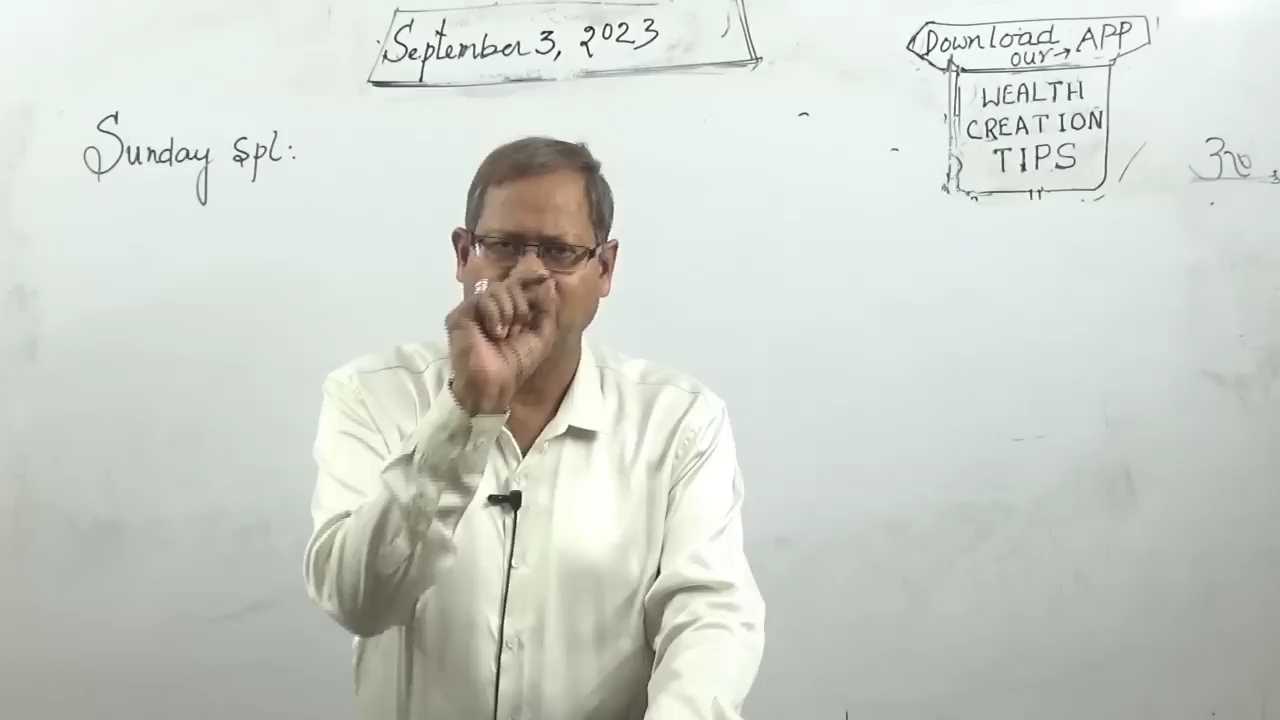 September 3, 2023
Download
our → APP
WEALTH
CREATION
TIPS
Sunday Spl: